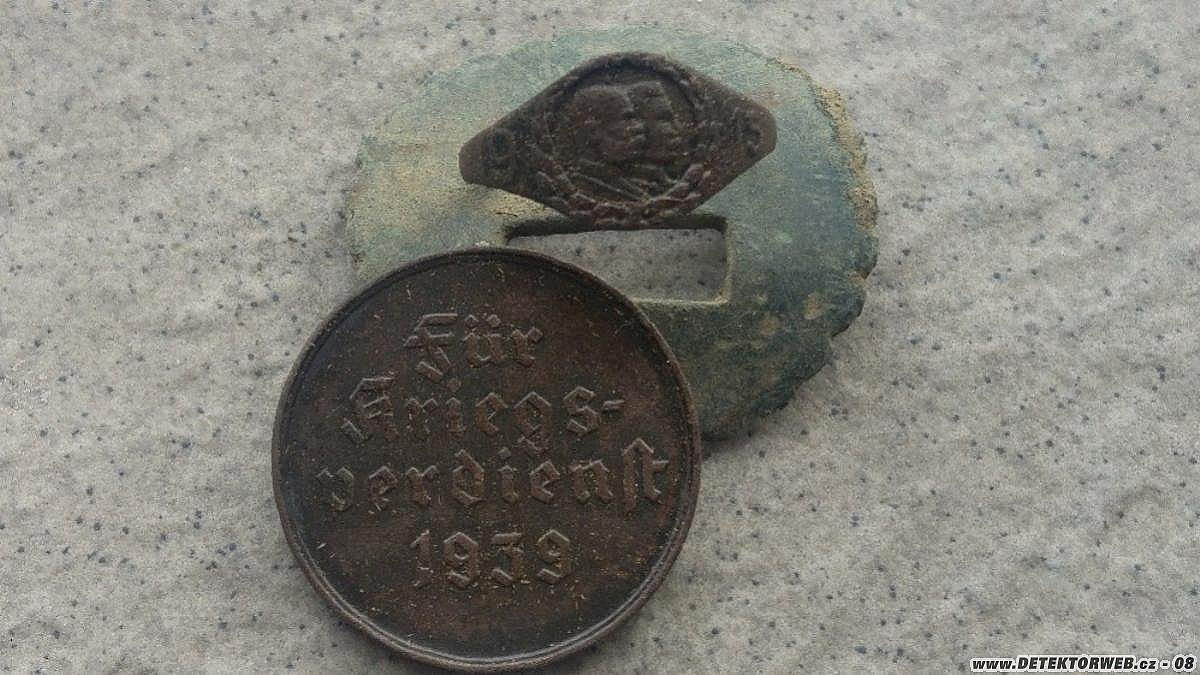 Für
Kriegs-
verdienst
1939
www.DETEKTORWEB.cz - 08